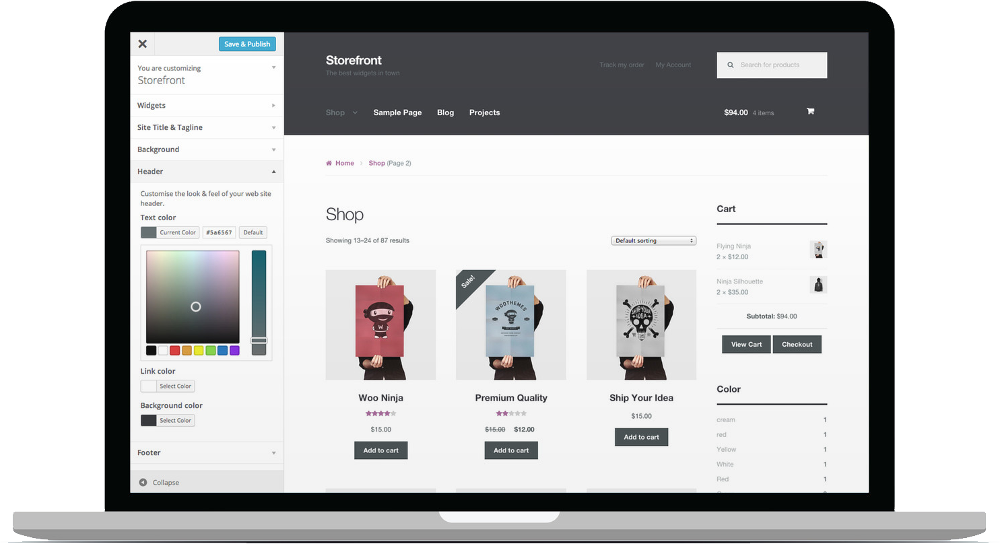 Save & Publish
You are customizing
Storefront
Widgets
Site Title & Tagline
Background
Header
Customise the look & feel of your web site
header.
Text color
Current Color
#5a6567
Default
Link color
Select Color
Background color
Select Color
Footer
Collapse
Storefront
The best widgets in town
Track my order
My Account
Search for products
Shop
Sample Page
Blog
Projects
$94.00 4 items
Home
Shop (Page 2)
Shop
Showing 13–24 of 87 results
Default sorting
W
Woo Ninja
$15.00
Add to cart
Sale!
WOOTHEMES
Premium Quality
$15.00 $12.00
Add to cart
SHIP YOUR
IDEA
Ship Your Idea
$15.00
Add to cart
Cart
Flying Ninja
2 × $12.00
Ninja Silhouette
2 × $35.00
Subtotal: $94.00
View Cart
Checkout
Color
cream 1
red 1
Yellow 1
White 1
Red 1